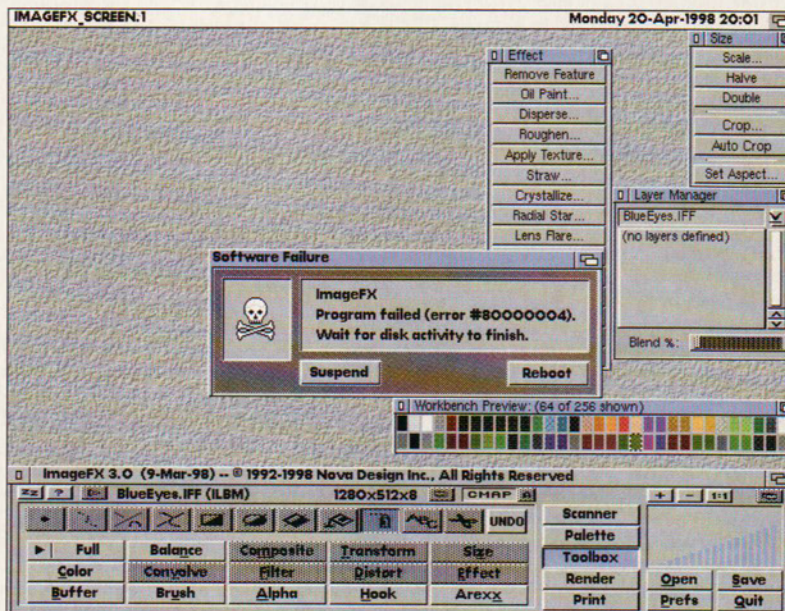 IMAGEFX_SCREEN.1
Monday 20-Apr-1998 20:01
Effect
Remove Feature
Oil Paint...
Disperse...
Roughen...
Apply Texture...
Straw...
Crystallize...
Radial Star...
Lens Flare...
Size
Scale...
Halve
Double
Crop...
Auto Crop
Set Aspect...
Layer Manager
BlueEyes.IFF
(no layers defined)
Blend %:
Software Failure
ImageFX
Program failed (error #80000004).
Wait for disk activity to finish.
Suspend Reboot
Workbench Preview: (64 of 256 shown)
ImageFX 3.0 (9-Mar-98) -- © 1992-1998 Nova Design Inc., All Rights Reserved
zz ? BlueEyes.IFF (ILBM) 1280x512x8 CMAP + - 1:1
UNDO
Full Balance Composite Transform Size
Color Convolve Filter Distort Effect
Buffer Brush Alpha Hook Arexx
Scanner
Palette
Toolbox
Render
Print
Open Save
Prefs Quit